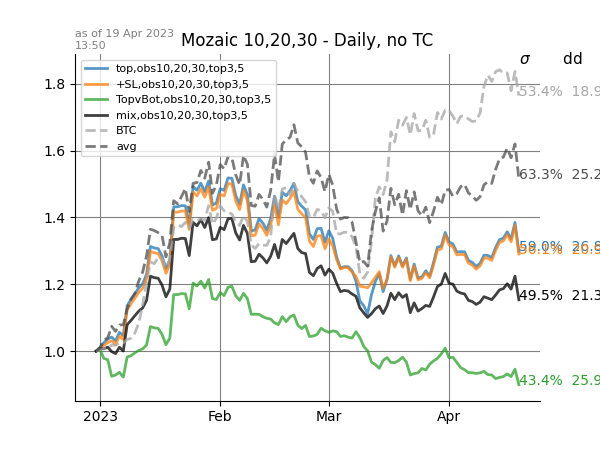 as of 19 Apr 2023
13:50
Mozaic 10,20,30 - Daily, no TC
σ dd
top,obs10,20,30,top3,5
+SL,obs10,20,30,top3,5
TopvBot,obs10,20,30,top3,5
mix,obs10,20,30,top3,5
BTC
avg
1.8
1.6
1.4
1.2
1.0
53.4% 18.9
63.3% 25.2
49.5% 21.3
43.4% 25.9
2023 Feb Mar Apr